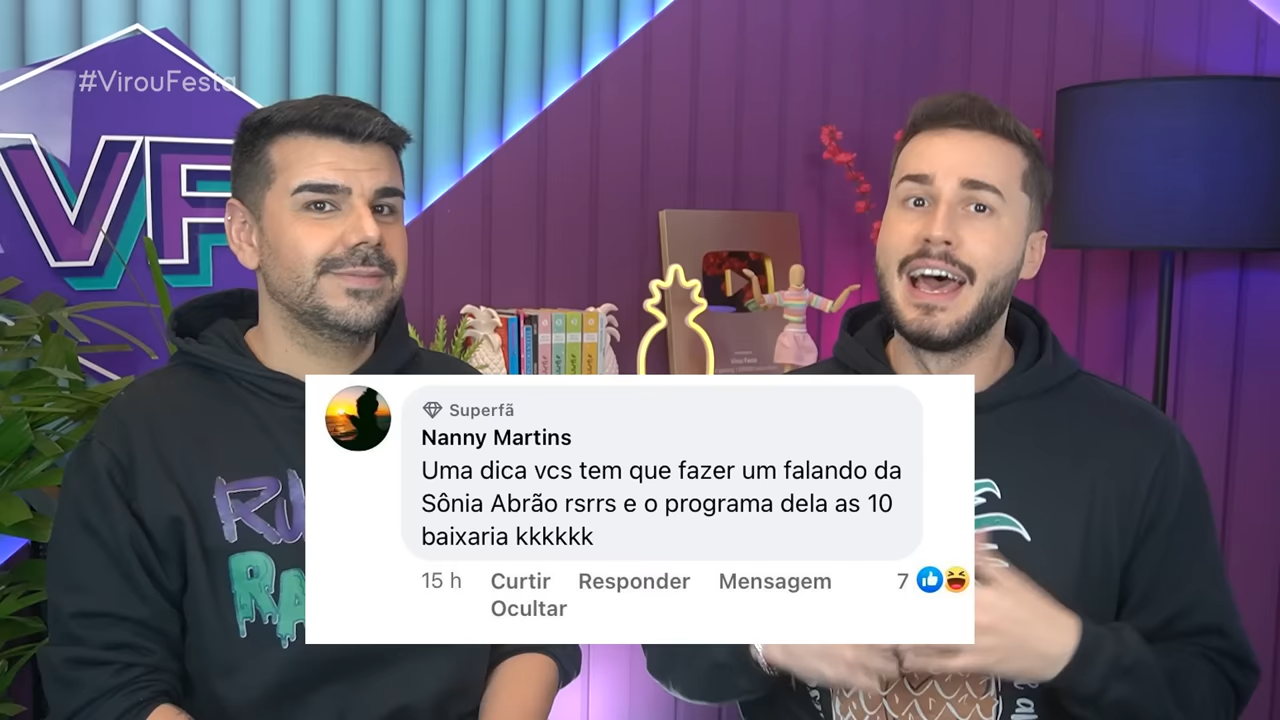 #VirouFesta
VF
Superfã
Nanny Martins
Uma dica vcs tem que fazer um falando da
Sônia Abrão rsrrs e o programa dela as 10
baixaria kkkkkk
15 h Curtir Responder Mensagem 7
Ocultar